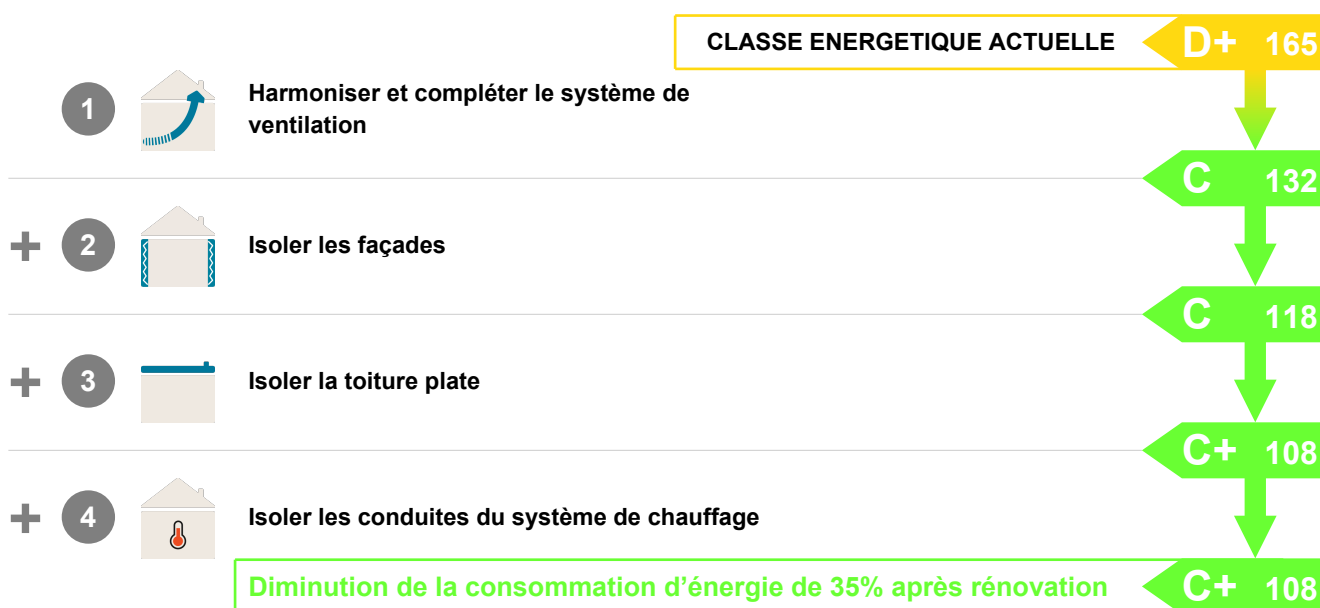 CLASSE ENERGETIQUE ACTUELLE D+ 165
1 Harmoniser et compléter le système de
ventilation
C 132
+ 2 Isoler les façades
C 118
+ 3 Isoler la toiture plate
C+ 108
+ 4 Isoler les conduites du système de chauffage
Diminution de la consommation d’énergie de 35% après rénovation C+ 108